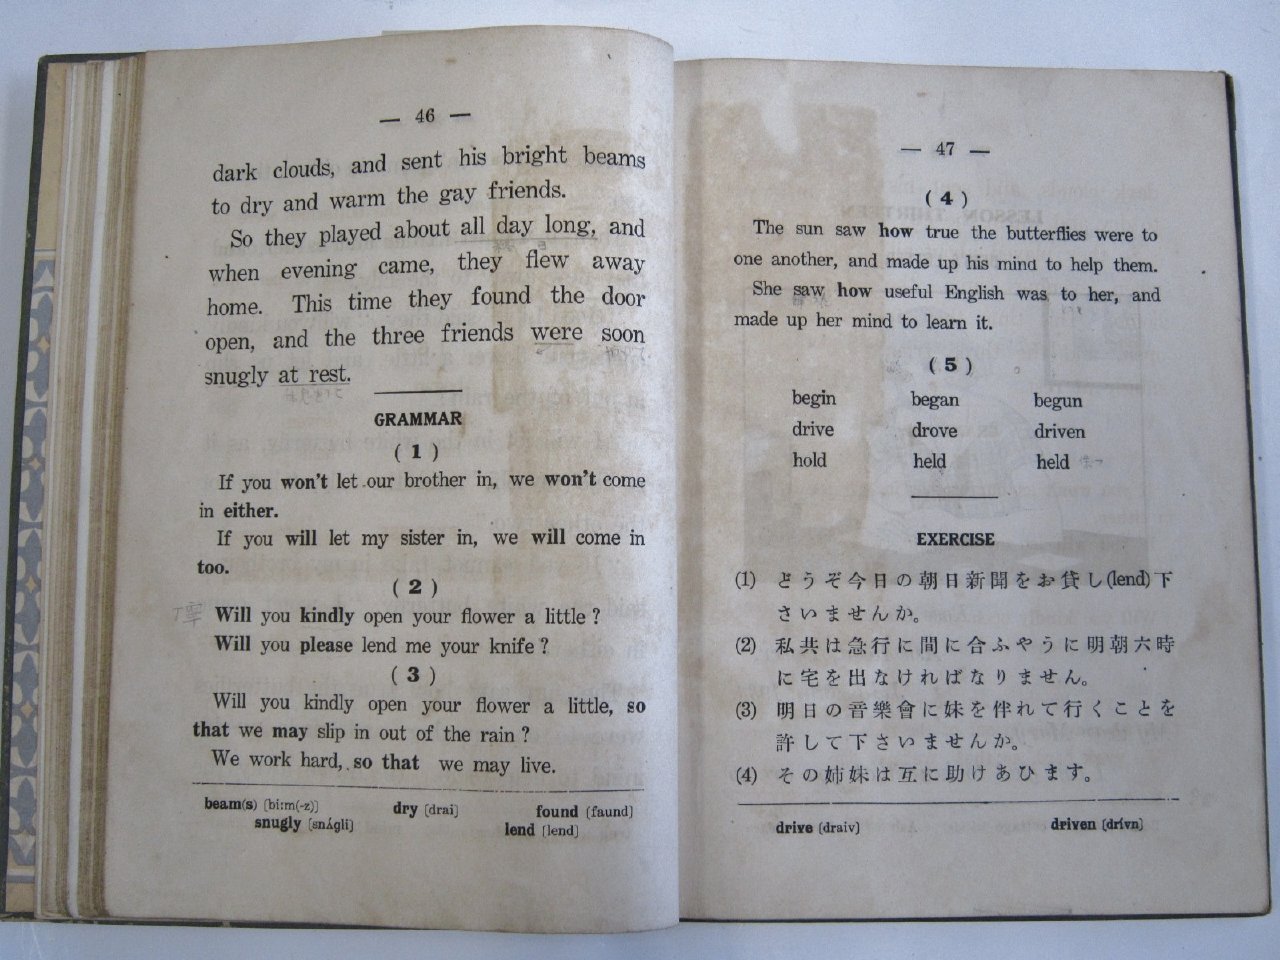 — 46 —
dark clouds, and sent his bright beams
to dry and warm the gay friends.
So they played about all day long, and
when evening came, they flew away
home. This time they found the door
open, and the three friends were soon
snugly at rest.
GRAMMAR
( 1 )
If you won't let our brother in, we won't come
in either.
If you will let my sister in, we will come in
too.
( 2 )
Will you kindly open your flower a little ?
Will you please lend me your knife ?
( 3 )
Will you kindly open your flower a little, so
that we may slip in out of the rain ?
We work hard, so that we may live.
beam(s) [bi:m(-z)] dry [drai] found [faund]
snugly [snʌ́gli] lend [lend]
— 47 —
( 4 )
The sun saw how true the butterflies were to
one another, and made up his mind to help them.
She saw how useful English was to her, and
made up her mind to learn it.
( 5 )
begin began begun
drive drove driven
hold held held
EXERCISE
(1) どうぞ今日の朝日新聞をお貸し(lend)下
さいませんか。
(2) 私共は急行に間に合ふやうに明朝六時
に宅を出なければなりません。
(3) 明日の音樂會に妹を伴れて行くことを
許して下さいませんか。
(4) その姉妹は互に助けあひます。
drive [draiv] driven [drívn]